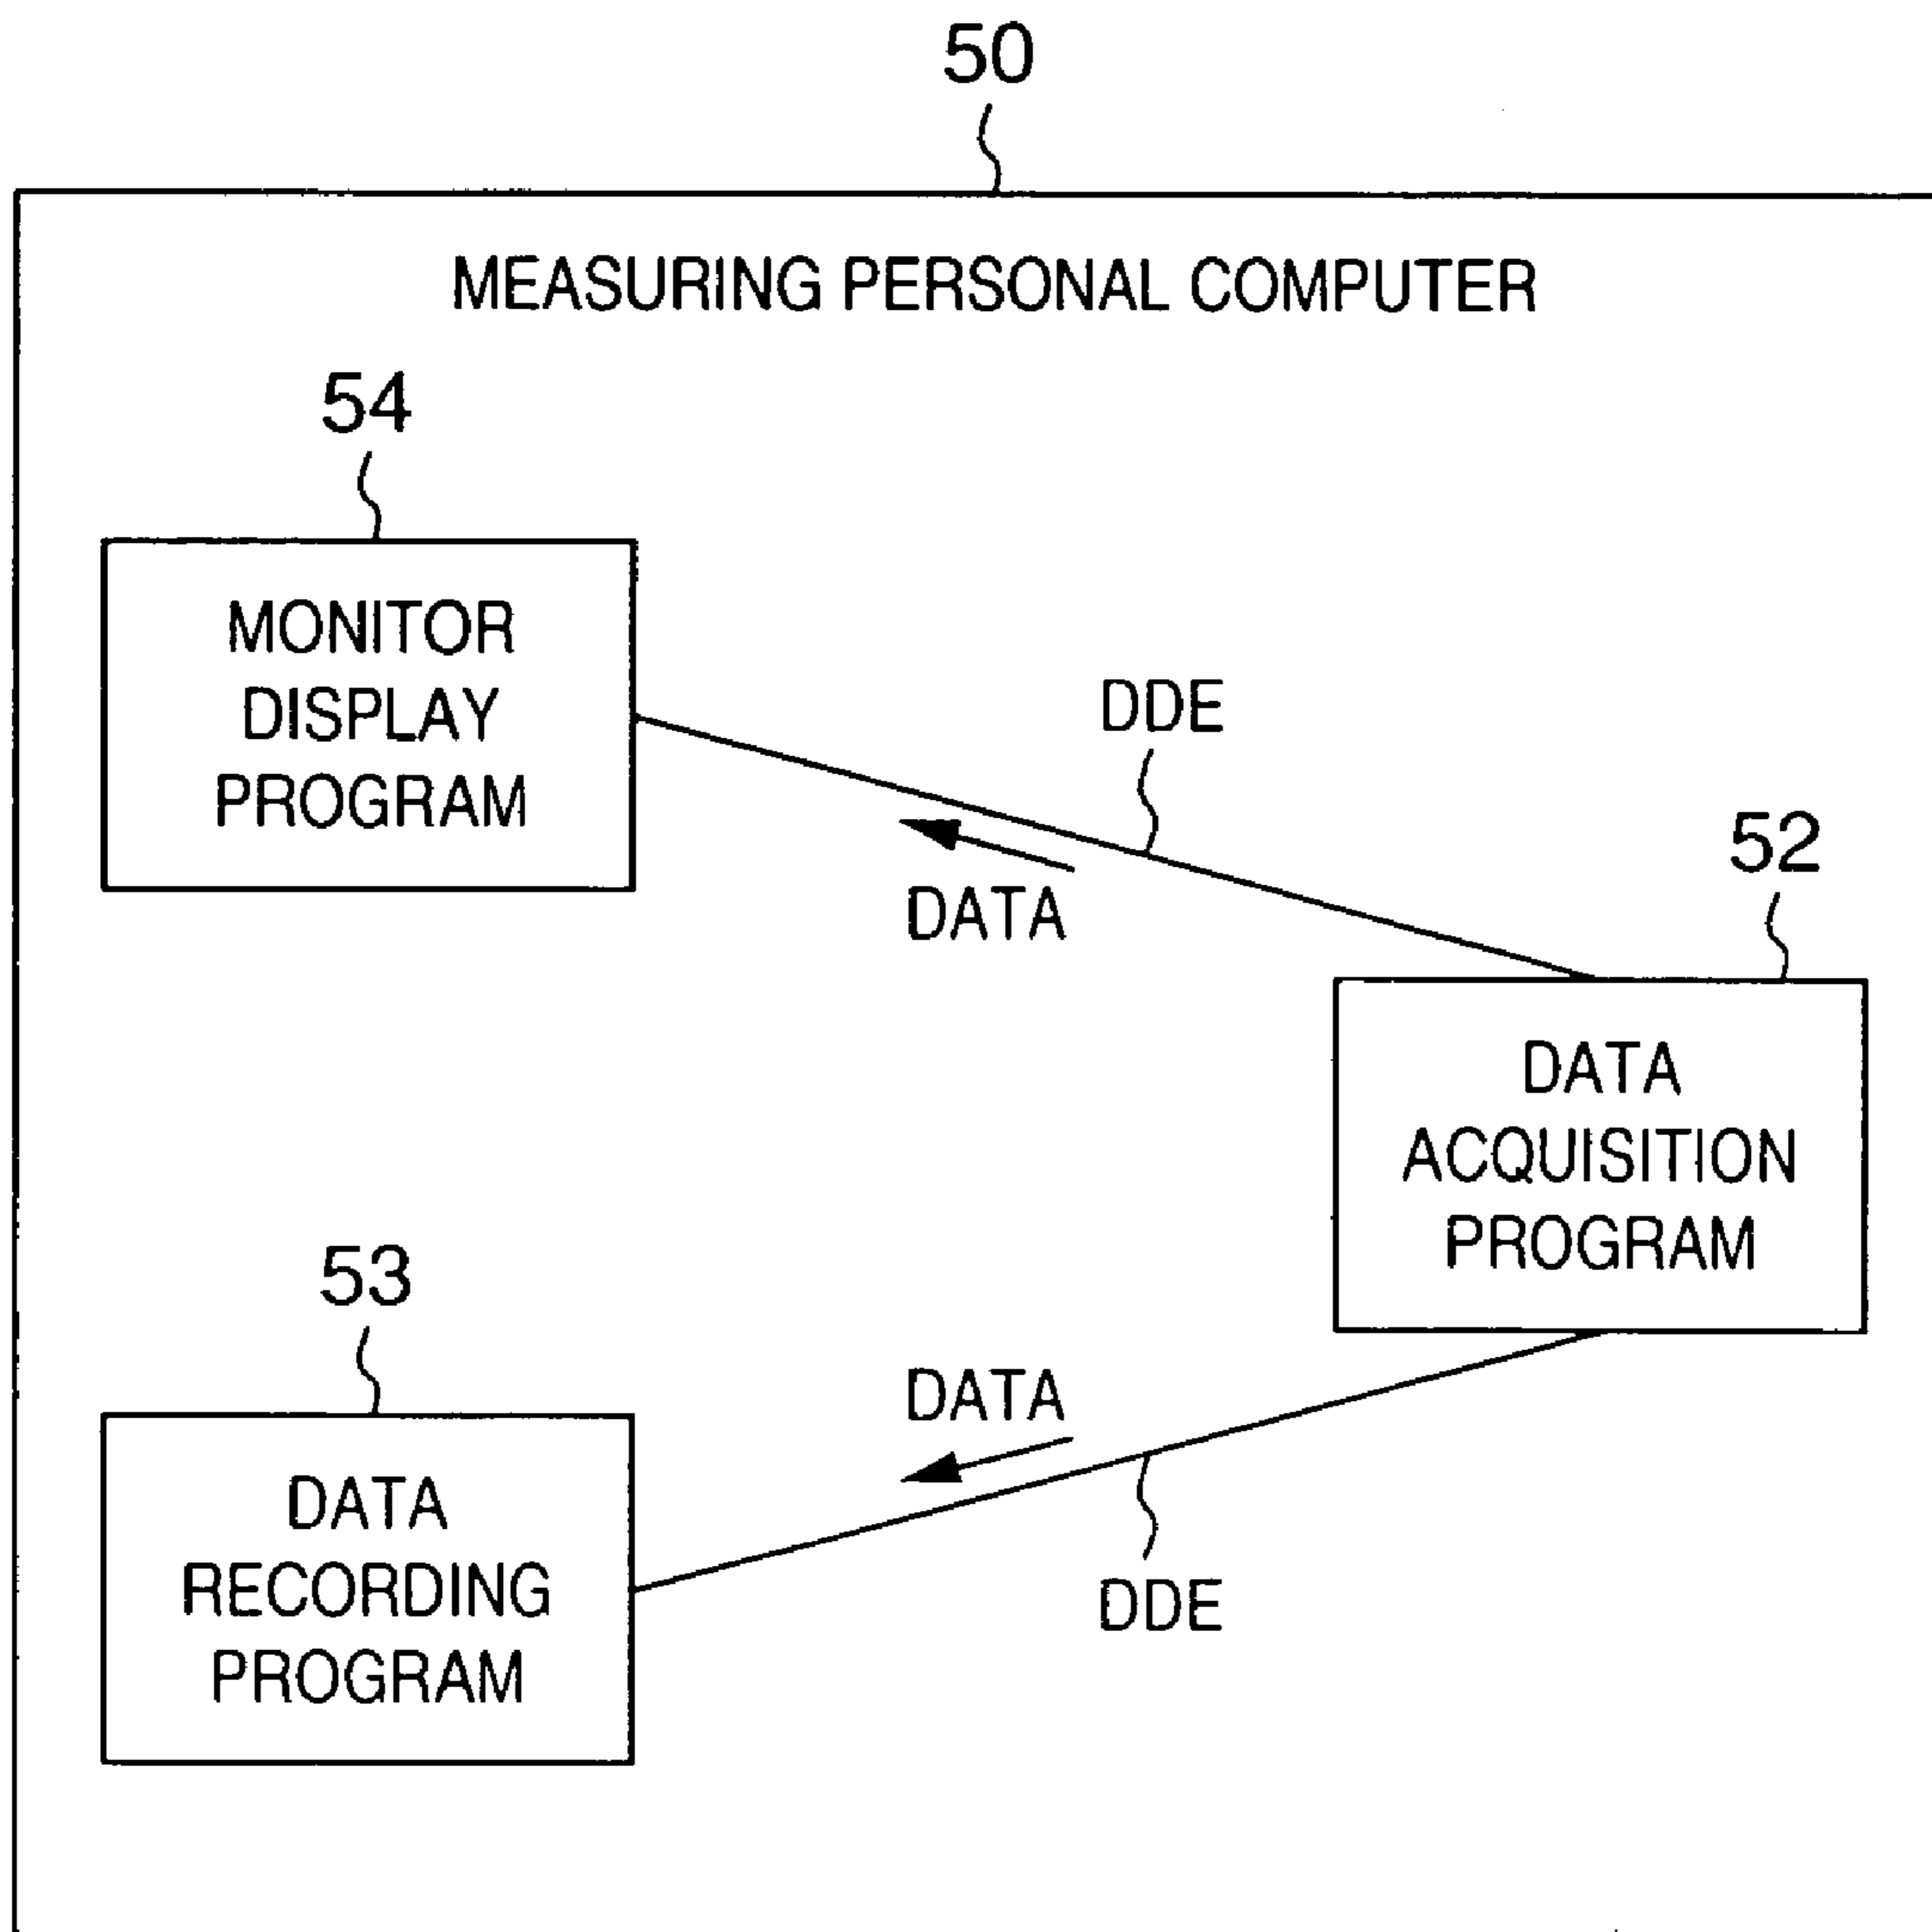 50
MEASURING PERSONAL COMPUTER
54
MONITOR
DISPLAY
PROGRAM
DDE
DATA
52
DATA
ACQUISITION
PROGRAM
53
DATA
RECORDING
PROGRAM
DATA
DDE